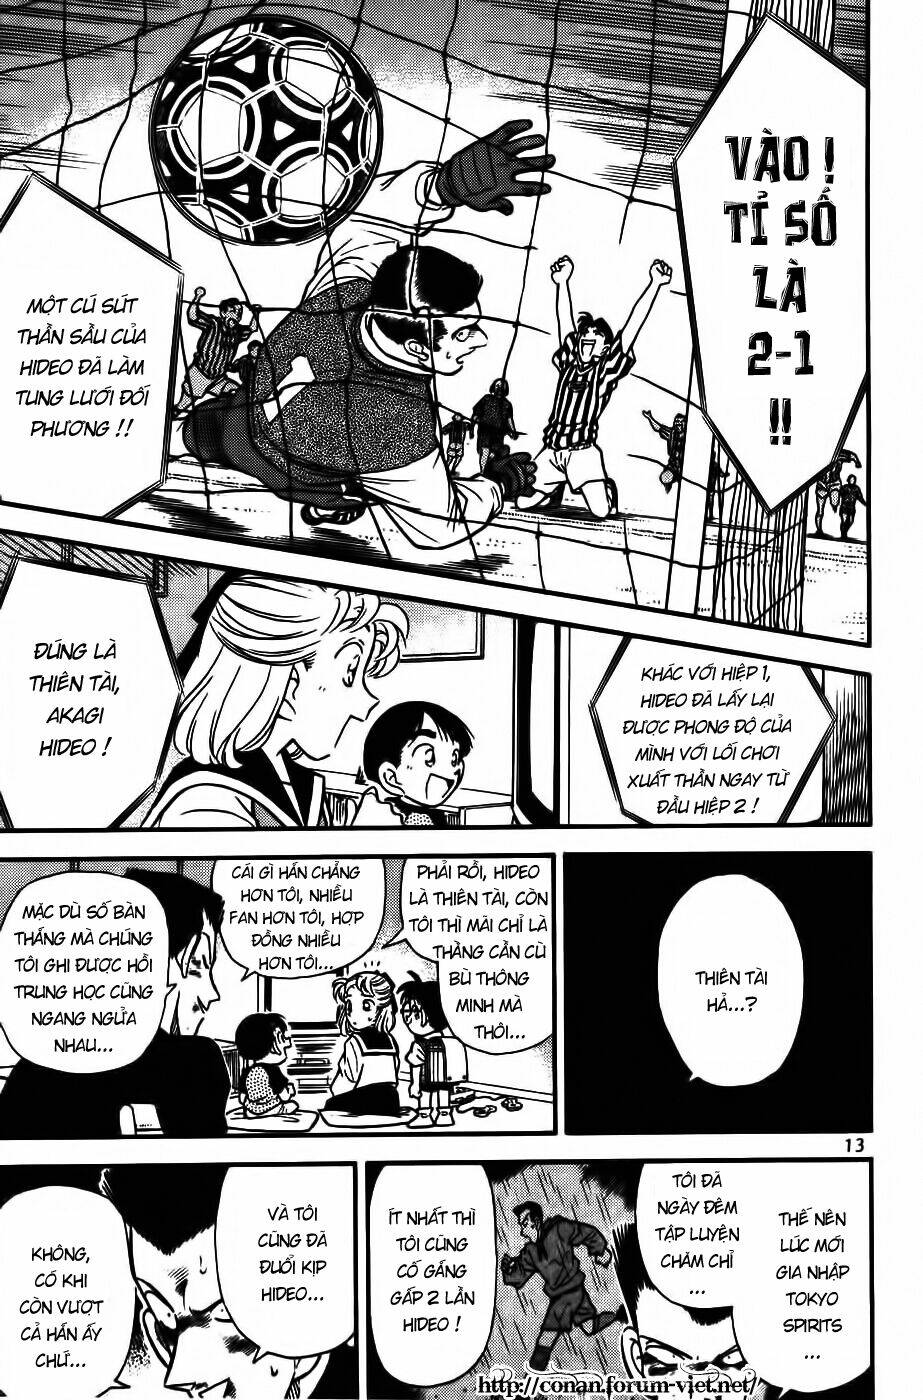 VÀO !
TỈ SỐ
LÀ
2-1
!!
MỘT CÚ SÚT
THẦN SẦU CỦA
HIDEO ĐÃ LÀM
TUNG LƯỚI ĐỐI
PHƯƠNG !!
KHÁC VỚI HIỆP 1,
HIDEO ĐÃ LẤY LẠI
ĐƯỢC PHONG ĐỘ CỦA
MÌNH VỚI LỐI CHƠI
XUẤT THẦN NGAY TỪ
ĐẦU HIỆP 2 !
ĐÚNG LÀ
THIÊN TÀI,
AKAGI
HIDEO !
THIÊN TÀI
HẢ...?
PHẢI RỒI, HIDEO
LÀ THIÊN TÀI, CÒN
TÔI THÌ MÃI CHỈ LÀ
THẰNG CẦN CÙ
BÙ THÔNG
MINH MÀ
THÔI...
CÁI GÌ HẮN CHẲNG
HƠN TÔI, NHIỀU
FAN HƠN TÔI, HỢP
ĐỒNG NHIỀU
HƠN TÔI...
MẶC DÙ SỐ BÀN
THẮNG MÀ CHÚNG
TÔI GHI ĐƯỢC HỒI
TRUNG HỌC CŨNG
NGANG NGỬA
NHAU...
13
THẾ NÊN
LÚC MỚI
GIA NHẬP
TOKYO
SPIRITS
...
TÔI ĐÃ
NGÀY ĐÊM
TẬP LUYỆN
CHĂM CHỈ
...
ÍT NHẤT THÌ
TÔI CŨNG
CỐ GẮNG
GẤP 2 LẦN
HIDEO !
VÀ TÔI
CŨNG ĐÃ
ĐUỔI KỊP
HIDEO...
KHÔNG,
CÓ KHI
CÒN VƯỢT
CẢ HẮN ẤY
CHỨ...
http://conan.forum-viet.net/